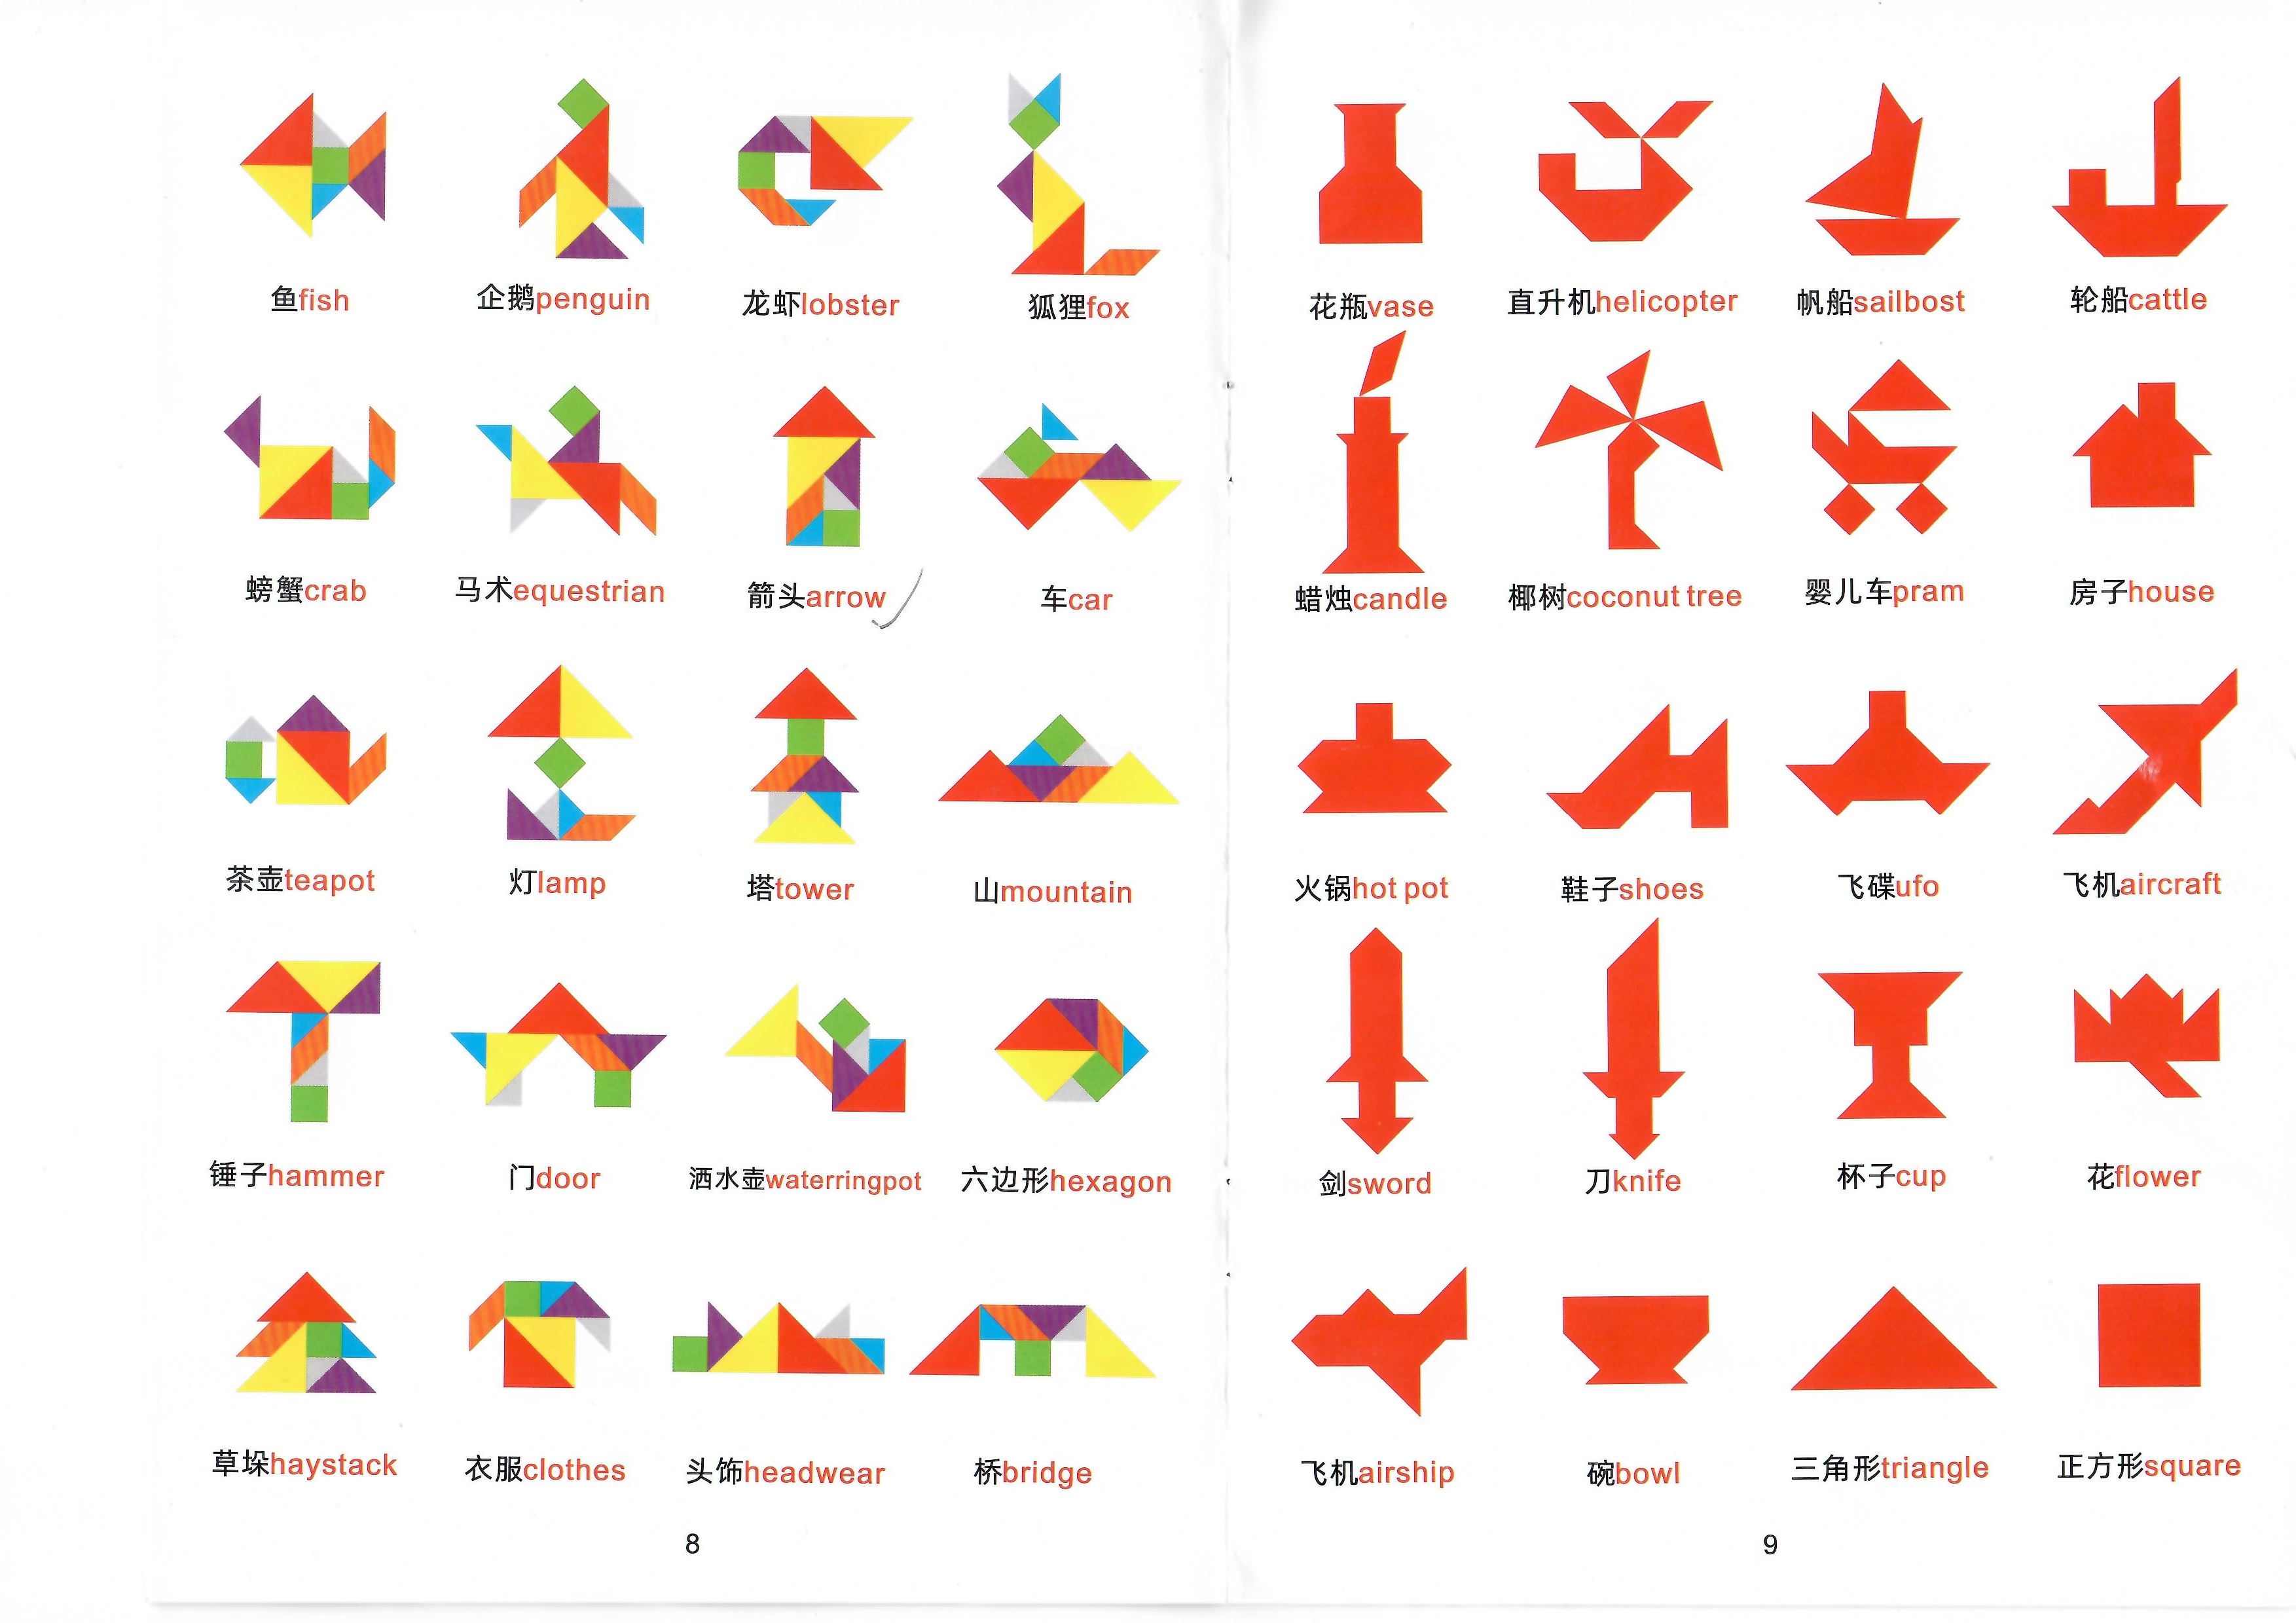 鱼fish
企鹅penguin
龙虾lobster
狐狸fox
螃蟹crab
马术equestrian
箭头arrow
车car
茶壶teapot
灯lamp
塔tower
山mountain
锤子hammer
门door
洒水壶waterringpot
六边形hexagon
草垛haystack
衣服clothes
头饰headwear
桥bridge
8
花瓶vase
直升机helicopter
帆船sailbost
轮船cattle
蜡烛candle
椰树coconut tree
婴儿车pram
房子house
火锅hot pot
鞋子shoes
飞碟ufo
飞机aircraft
剑sword
刀knife
杯子cup
花flower
飞机airship
碗bowl
三角形triangle
正方形square
9